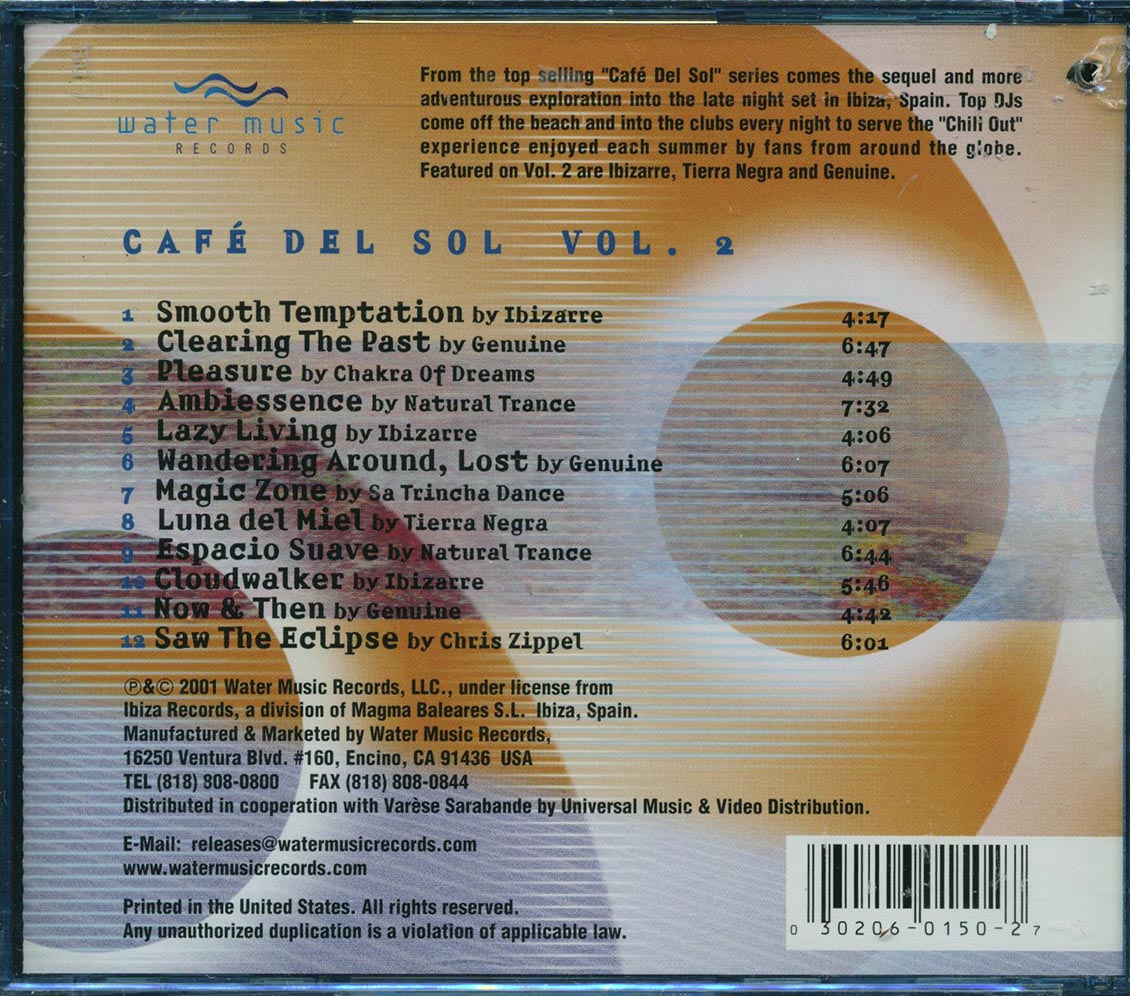 water music
RECORDS
From the top selling "Café Del Sol" series comes the sequel and more
adventurous exploration into the late night set in Ibiza, Spain. Top DJs
come off the beach and into the clubs every night to serve the "Chill Out"
experience enjoyed each summer by fans from around the globe.
Featured on Vol. 2 are Ibizarre, Tierra Negra and Genuine.
CAFÉ DEL SOL VOL. 2
1 Smooth Temptation by Ibizarre 4:17
2 Clearing The Past by Genuine 6:47
3 Pleasure by Chakra Of Dreams 4:49
4 Ambiessence by Natural Trance 7:32
5 Lazy Living by Ibizarre 4:06
6 Wandering Around, Lost by Genuine 6:07
7 Magic Zone by Sa Trincha Dance 5:06
8 Luna del Miel by Tierra Negra 4:07
9 Espacio Suave by Natural Trance 6:44
10 Cloudwalker by Ibizarre 5:46
11 Now & Then by Genuine 4:42
12 Saw The Eclipse by Chris Zippel 6:01
℗&© 2001 Water Music Records, LLC., under license from
Ibiza Records, a division of Magma Baleares S.L. Ibiza, Spain.
Manufactured & Marketed by Water Music Records,
16250 Ventura Blvd. #160, Encino, CA 91436 USA
TEL (818) 808-0800 FAX (818) 808-0844
Distributed in cooperation with Varèse Sarabande by Universal Music & Video Distribution.
E-Mail: releases@watermusicrecords.com
www.watermusicrecords.com
Printed in the United States. All rights reserved.
Any unauthorized duplication is a violation of applicable law.
0 30206-0150-2 7